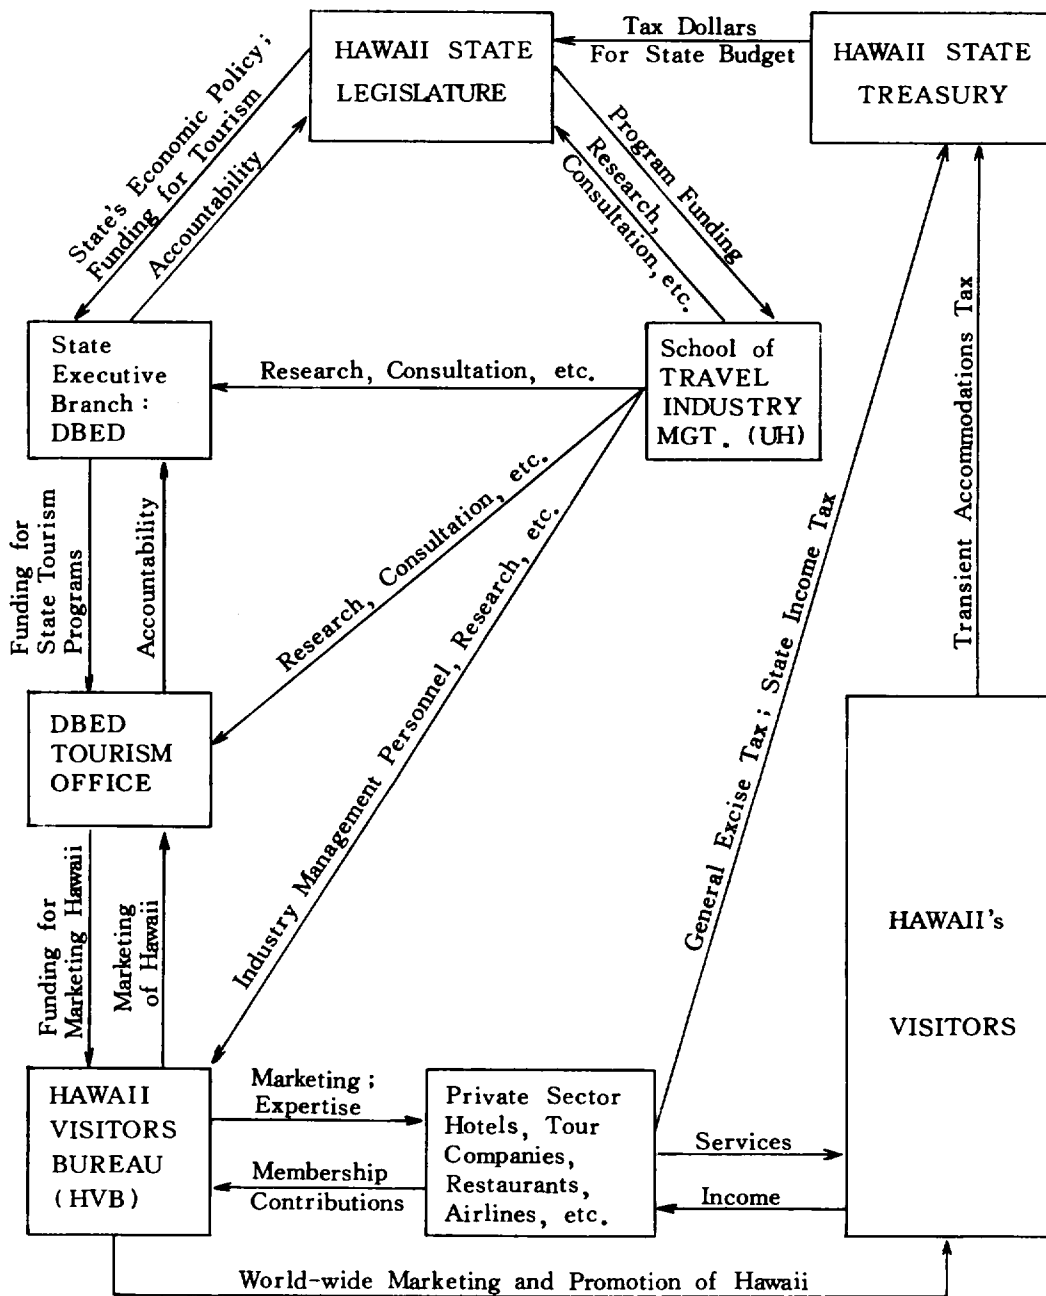 HAWAII STATE
LEGISLATURE
Tax Dollars
For State Budget
HAWAII STATE
TREASURY
State's Economic Policy;
Funding for Tourism
Accountability
Program Funding
Research,
Consultation, etc.
State
Executive
Branch:
DBED
Research, Consultation, etc.
School of
TRAVEL
INDUSTRY
MGT. (UH)
Transient Accommodations Tax
General Excise Tax; State Income Tax
Research, Consultation, etc.
Industry Management Personnel, Research, etc.
Funding for
State Tourism
Programs
Accountability
DBED
TOURISM
OFFICE
Funding for
Marketing Hawaii
Marketing
of Hawaii
HAWAII's
VISITORS
HAWAII
VISITORS
BUREAU
(HVB)
Marketing;
Expertise
Membership
Contributions
Private Sector
Hotels, Tour
Companies,
Restaurants,
Airlines, etc.
Services
Income
World-wide Marketing and Promotion of Hawaii